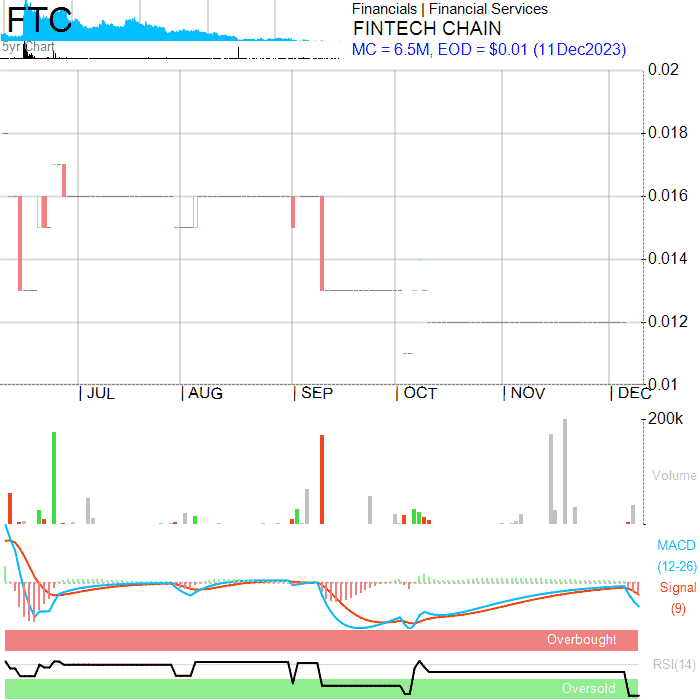 FTC
5yr Chart
Financials | Financial Services
FINTECH CHAIN
MC = 6.5M, EOD = $0.01 (11Dec2023)
0.02
0.018
0.016
0.014
0.012
0.01
JUL AUG SEP OCT NOV DEC
200k
Volume
MACD
(12-26)
Signal
(9)
Overbought
RSI(14)
Oversold